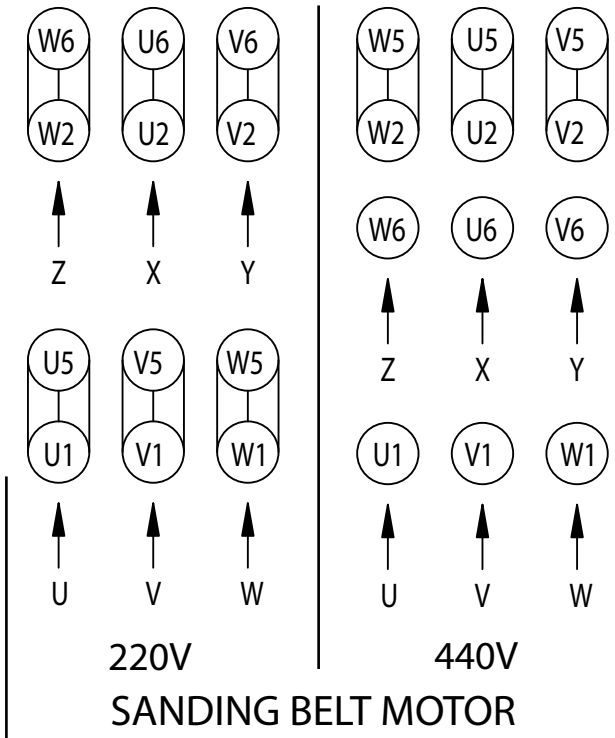 W6 U6 V6 W5 U5 V5
W2 U2 V2 W2 U2 V2
W6 U6 V6
Z X Y
U5 V5 W5 Z X Y
U1 V1 W1 U1 V1 W1
U V W U V W
220V 440V
SANDING BELT MOTOR